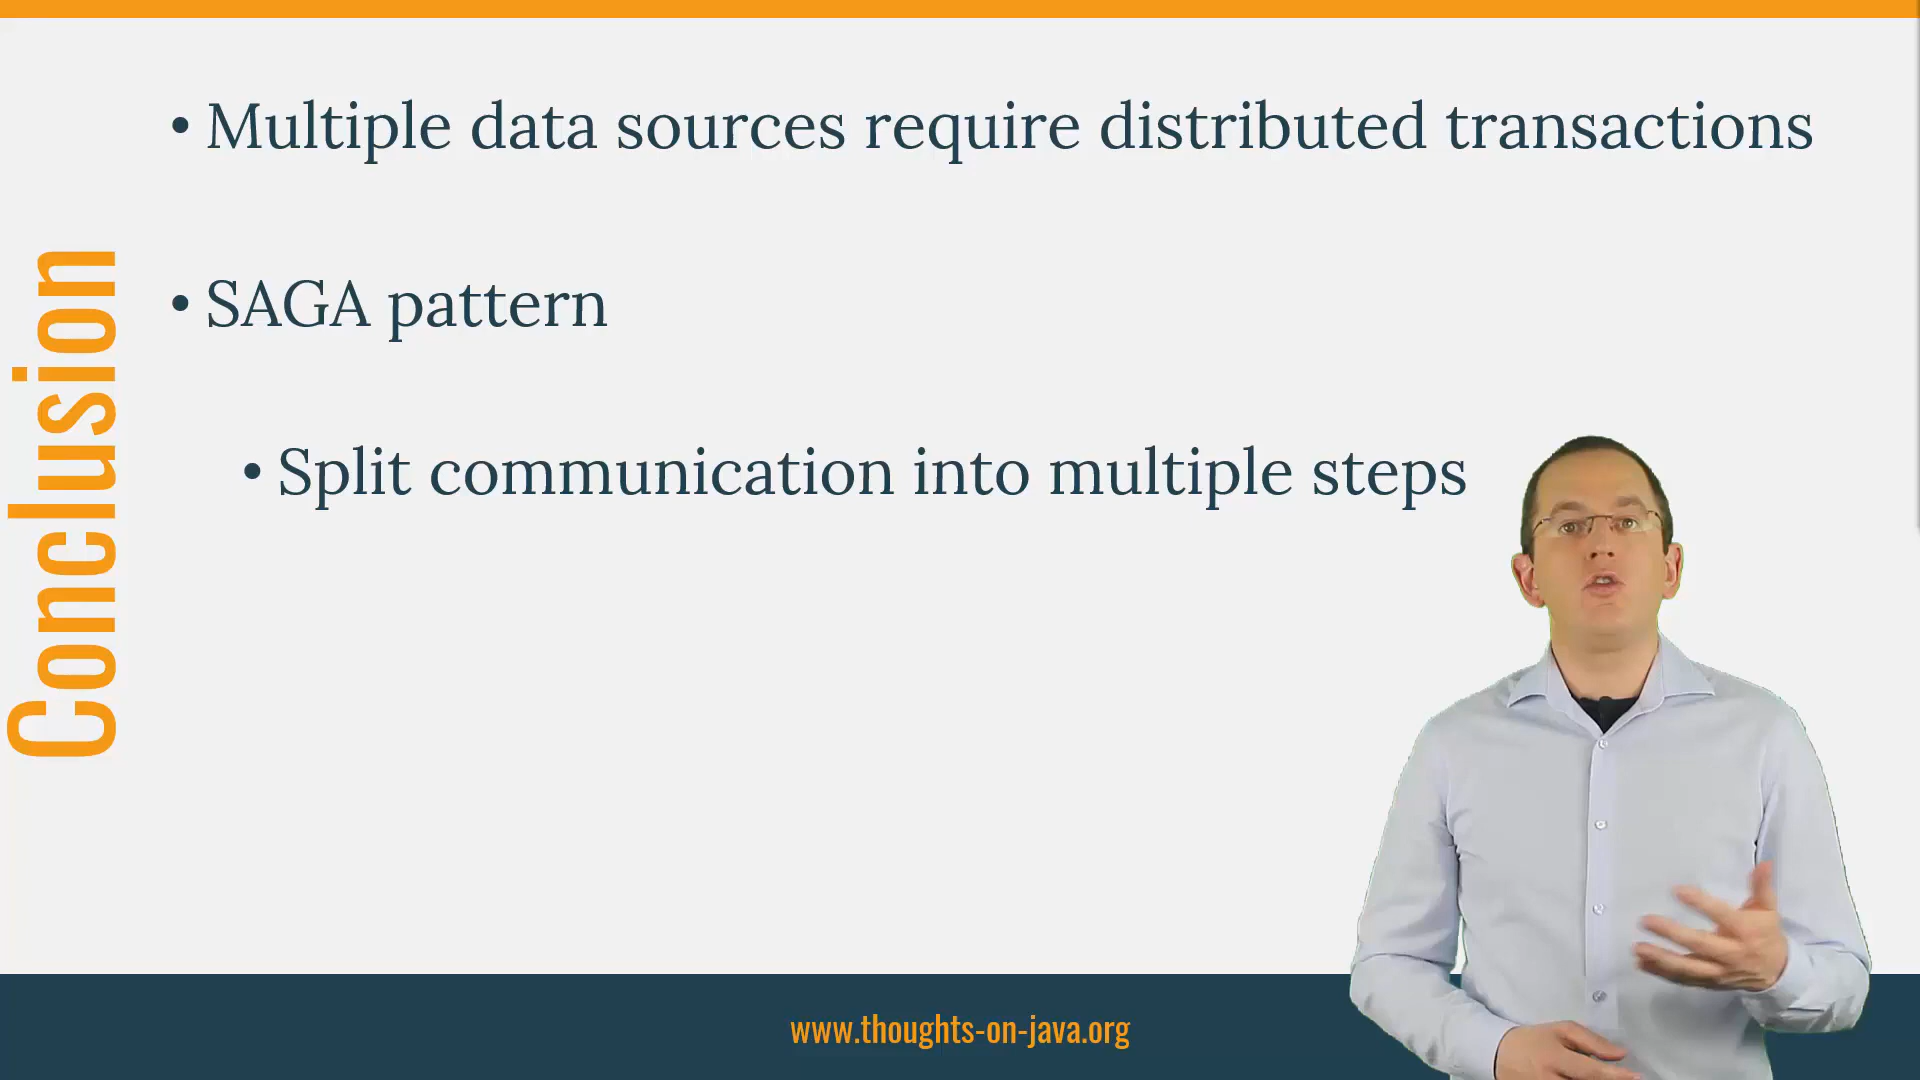 Conclusion
• Multiple data sources require distributed transactions
• SAGA pattern
• Split communication into multiple steps
www.thoughts-on-java.org